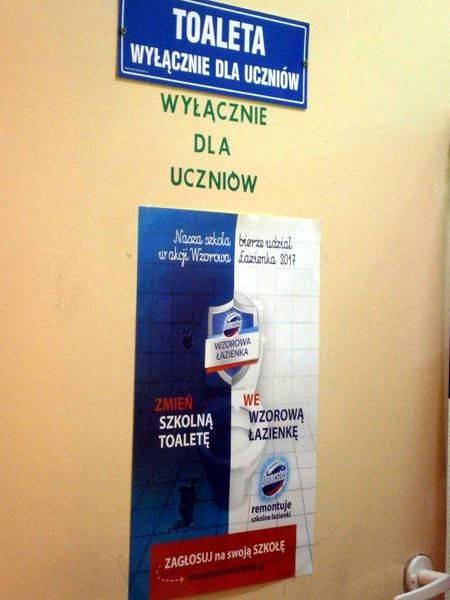 TOALETA
WYŁĄCZNIE DLA UCZNIÓW
WYŁĄCZNIE
DLA
UCZNIÓW
Nasza szkoła bierze udział
w akcji Wzorowa Łazienka 2017
WZOROWA
ŁAZIENKA
ZMIEŃ
SZKOLNĄ
TOALETĘ
WE
WZOROWĄ
ŁAZIENKĘ
Domestos
remontuje
szkolne łazienki
ZAGŁOSUJ na swoją SZKOŁĘ